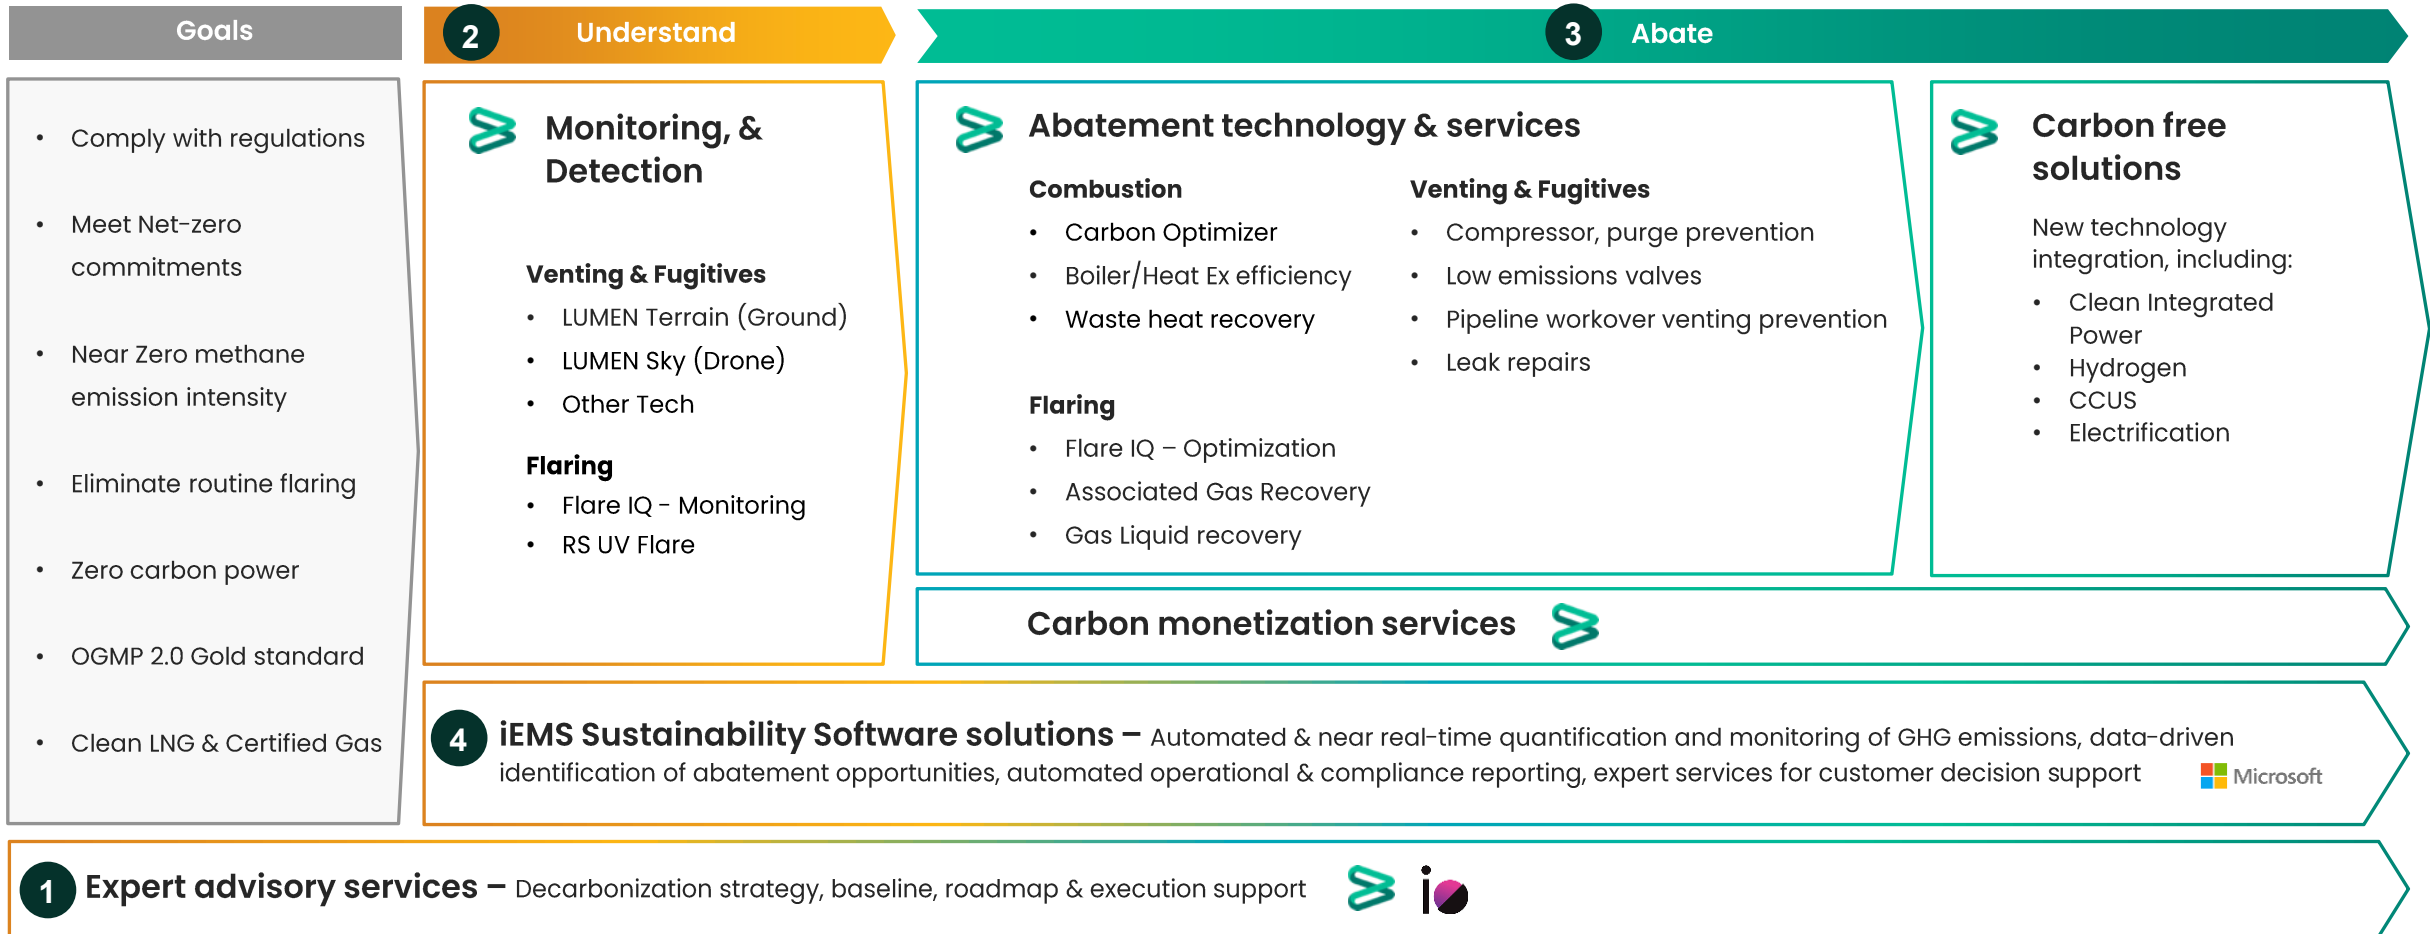 Goals
2
Understand
3
Abate
• Comply with regulations
• Meet Net-zero
commitments
• Near Zero methane
emission intensity
• Eliminate routine flaring
• Zero carbon power
• OGMP 2.0 Gold standard
• Clean LNG & Certified Gas
Monitoring, &
Detection
Venting & Fugitives
• LUMEN Terrain (Ground)
• LUMEN Sky (Drone)
• Other Tech
Flaring
• Flare IQ - Monitoring
• RS UV Flare
Abatement technology & services
Combustion
• Carbon Optimizer
• Boiler/Heat Ex efficiency
• Waste heat recovery
Flaring
• Flare IQ – Optimization
• Associated Gas Recovery
• Gas Liquid recovery
Venting & Fugitives
• Compressor, purge prevention
• Low emissions valves
• Pipeline workover venting prevention
• Leak repairs
Carbon free
solutions
New technology
integration, including:
• Clean Integrated
Power
• Hydrogen
• CCUS
• Electrification
Carbon monetization services
4
iEMS Sustainability Software solutions – Automated & near real-time quantification and monitoring of GHG emissions, data-driven
identification of abatement opportunities, automated operational & compliance reporting, expert services for customer decision support
Microsoft
1
Expert advisory services – Decarbonization strategy, baseline, roadmap & execution support
io